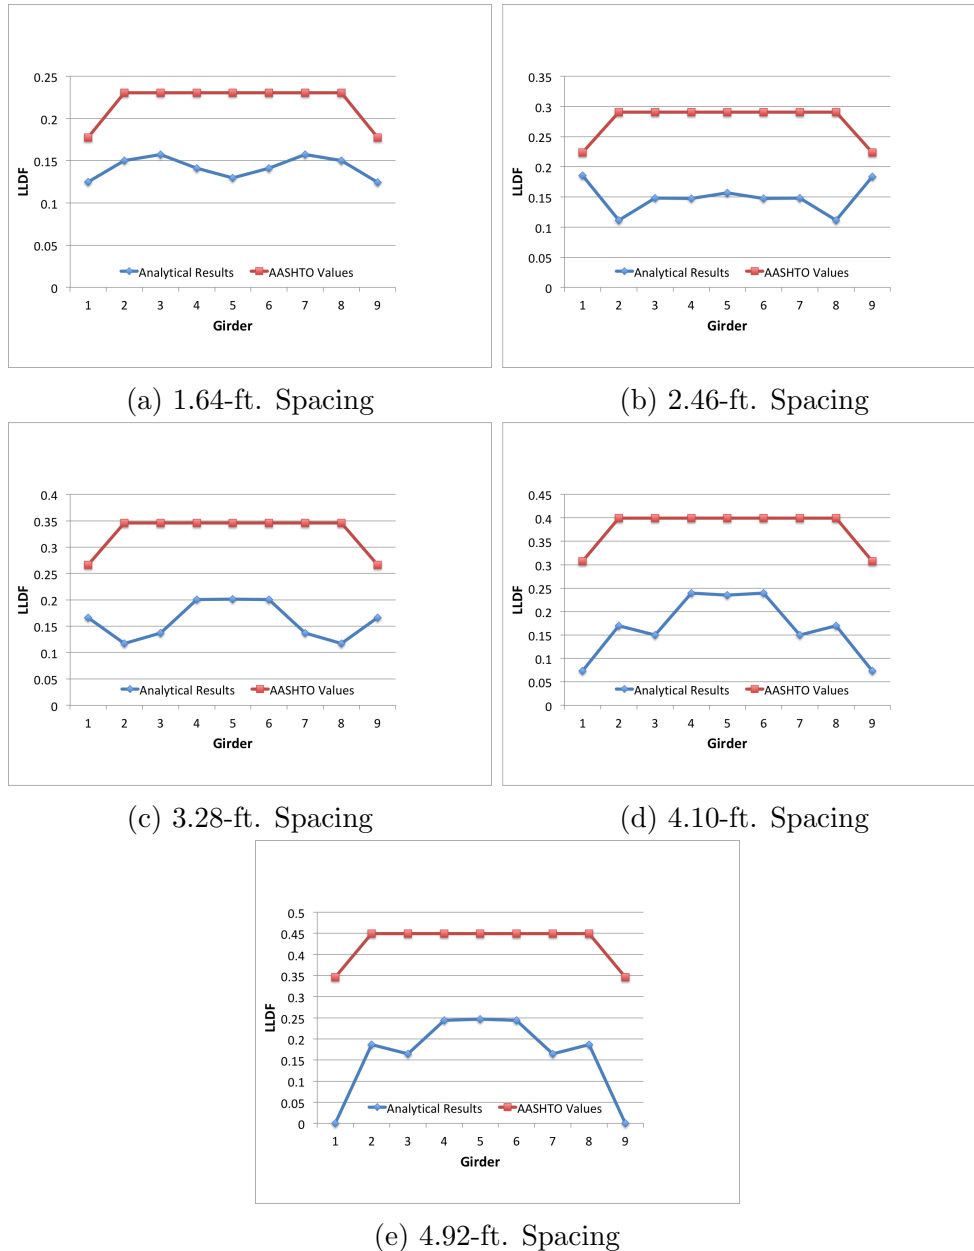 0.25
0.2
0.15
0.1
0.05
0
LLDF
Analytical Results AASHTO Values
1 2 3 4 5 6 7 8 9
Girder
(a) 1.64-ft. Spacing
0.35
0.3
0.25
0.2
0.15
0.1
0.05
0
LLDF
Analytical Results AASHTO Values
1 2 3 4 5 6 7 8 9
Girder
(b) 2.46-ft. Spacing
0.4
0.35
0.3
0.25
0.2
0.15
0.1
0.05
0
LLDF
Analytical Results AASHTO Values
1 2 3 4 5 6 7 8 9
Girder
(c) 3.28-ft. Spacing
0.45
0.4
0.35
0.3
0.25
0.2
0.15
0.1
0.05
0
LLDF
Analytical Results AASHTO Values
1 2 3 4 5 6 7 8 9
Girder
(d) 4.10-ft. Spacing
0.5
0.45
0.4
0.35
0.3
0.25
0.2
0.15
0.1
0.05
0
LLDF
Analytical Results AASHTO Values
1 2 3 4 5 6 7 8 9
Girder
(e) 4.92-ft. Spacing